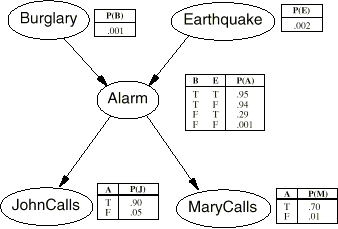 Burglary
P(B)
.001
Earthquake
P(E)
.002
Alarm
B E P(A)
T T .95
T F .94
F T .29
F F .001
JohnCalls
A P(J)
T .90
F .05
MaryCalls
A P(M)
T .70
F .01